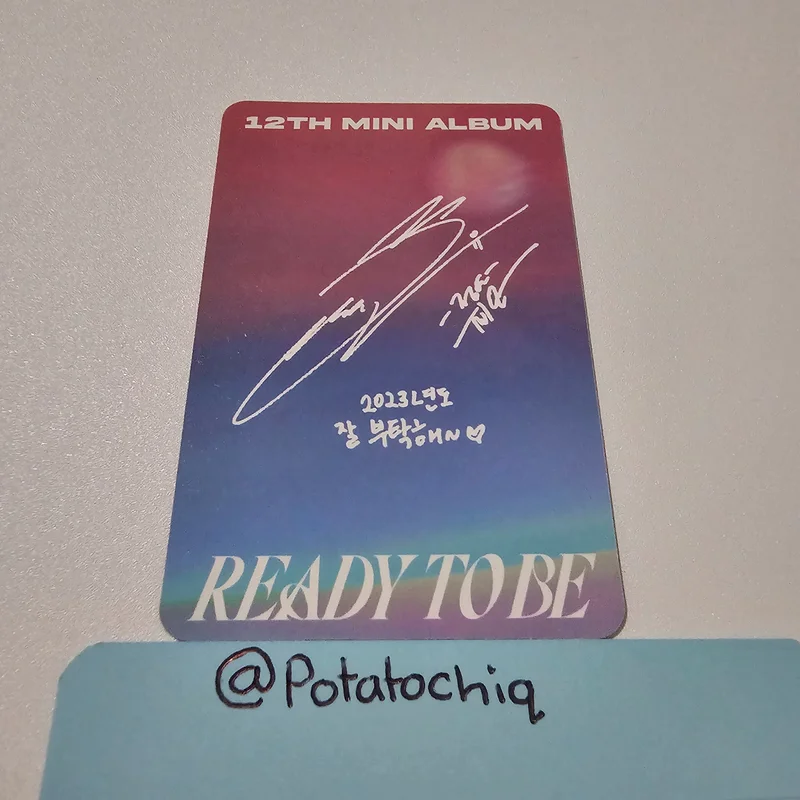 12TH MINI ALBUM
2023년도
잘 부탁해~♡
READY TO BE
@Potatochiq